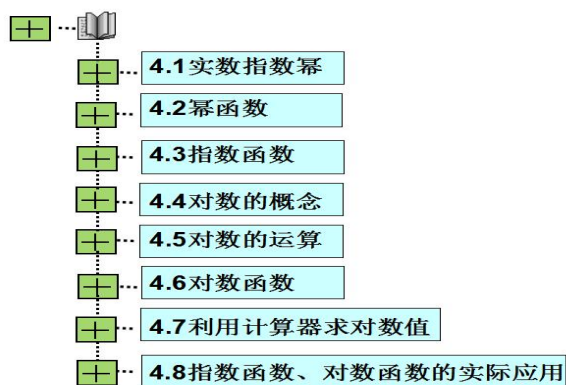 4.1实数指数幂
4.2幂函数
4.3指数函数
4.4对数的概念
4.5对数的运算
4.6对数函数
4.7利用计算器求对数值
4.8指数函数、对数函数的实际应用